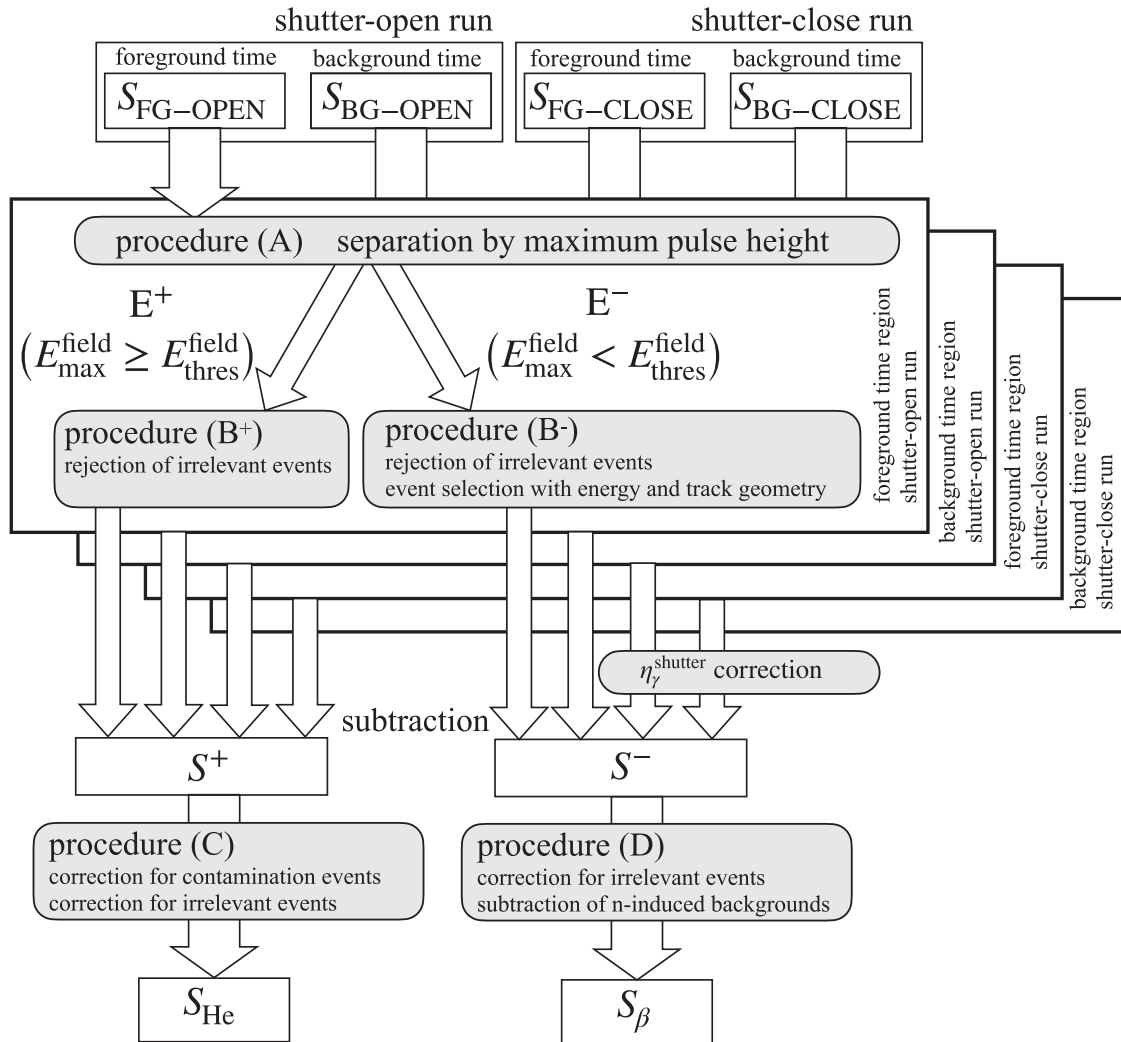 shutter-open run
shutter-close run
foreground time
background time
foreground time
background time
S_FG–OPEN
S_BG–OPEN
S_FG–CLOSE
S_BG–CLOSE
procedure (A) separation by maximum pulse height
E⁺
(E_max^field ≥ E_thres^field)
E⁻
(E_max^field < E_thres^field)
procedure (B⁺)
rejection of irrelevant events
procedure (B-)
rejection of irrelevant events
event selection with energy and track geometry
foreground time region
shutter-open run
background time region
shutter-open run
foreground time region
shutter-close run
background time region
shutter-close run
η_γ^shutter correction
subtraction
S⁺
S⁻
procedure (C)
correction for contamination events
correction for irrelevant events
procedure (D)
correction for irrelevant events
subtraction of n-induced backgrounds
S_He
S_β